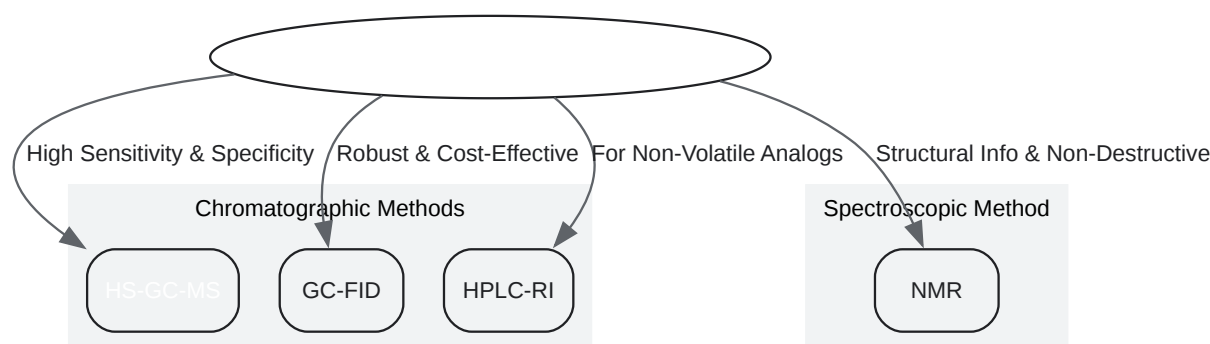 High Sensitivity & Specificity
Robust & Cost-Effective
For Non-Volatile Analogs
Structural Info & Non-Destructive
Chromatographic Methods
Spectroscopic Method
HS-GC-MS
GC-FID
HPLC-RI
NMR